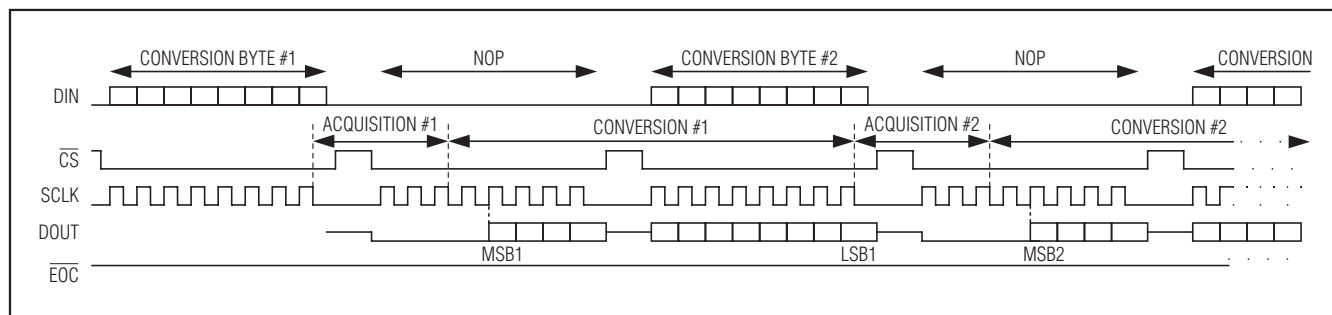 CONVERSION BYTE #1
NOP
CONVERSION BYTE #2
NOP
CONVERSION
DIN
ACQUISITION #1
CONVERSION #1
ACQUISITION #2
CONVERSION #2
CS
SCLK
DOUT
MSB1
LSB1
MSB2
EOC